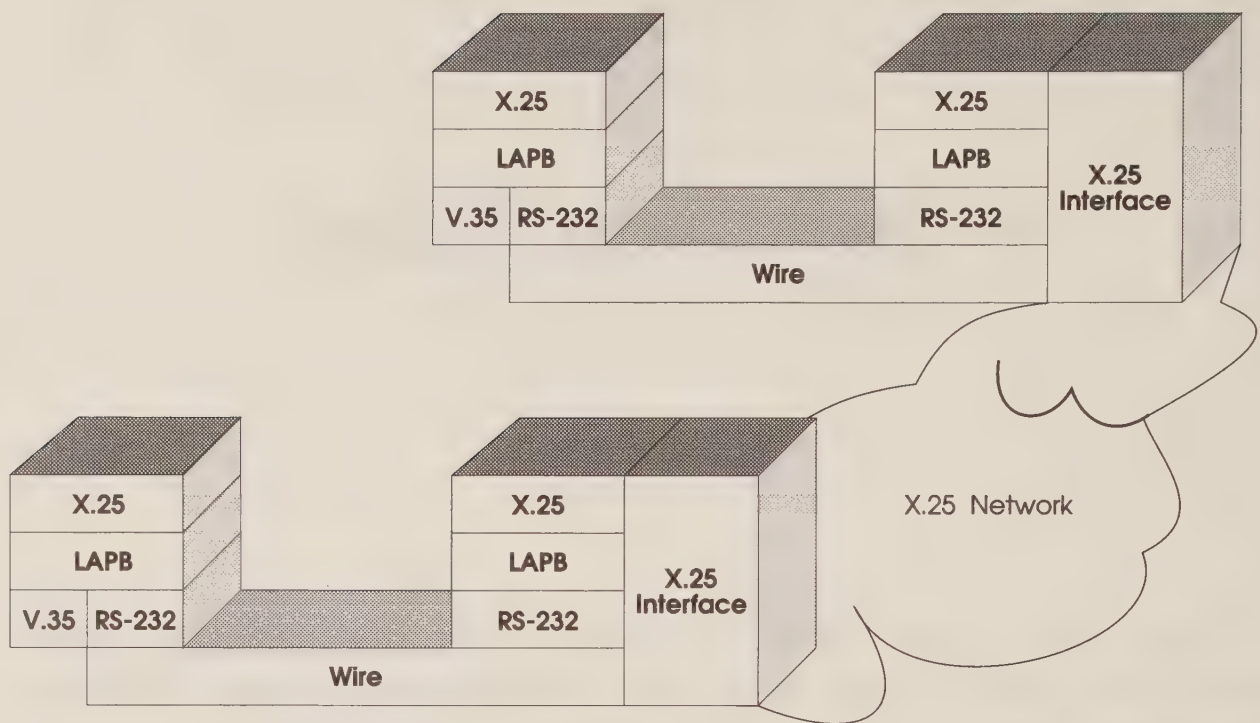 X.25
X.25
LAPB
LAPB
X.25
Interface
V.35
RS-232
RS-232
Wire
X.25
X.25
X.25 Network
LAPB
LAPB
X.25
Interface
V.35
RS-232
RS-232
Wire